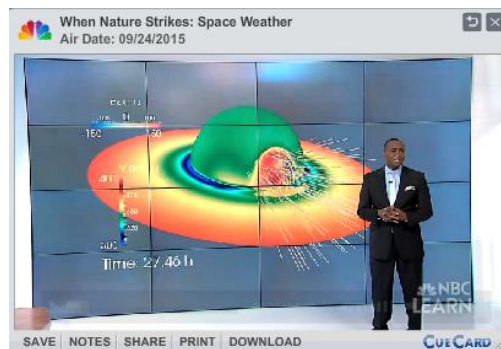 When Nature Strikes: Space Weather
Air Date: 09/24/2015
-150
150
Time: 27.46 h
NBC
LEARN
SAVE NOTES SHARE PRINT DOWNLOAD CUECARD